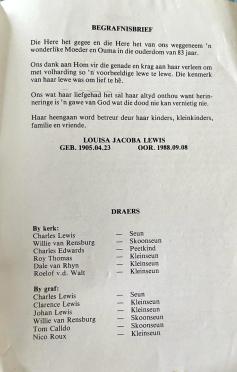 BEGRAFNISBRIEF
Die Here het gegee en die Here het van ons weggeneem 'n
wonderlike Moeder en Ouma in die ouderdom van 83 jaar.
Ons dank aan Hom vir die genade en krag aan haar verleen om
met volharding so 'n voorbeeldige lewe te lewe. Die kenmerk
van haar lewe was om lief te hê.
Ons wat haar liefgehad het sal haar altyd onthou want herin-
neringe is 'n gawe van God wat die dood nie kan vernietig nie.
Haar heengaan word betreur deur haar kinders, kleinkinders,
familie en vriende.
LOUISA JACOBA LEWIS
GEB. 1905.04.23 OOR. 1988.09.08
DRAERS
By kerk:
Charles Lewis — Seun
Willie van Rensburg — Skoonseun
Charles Edwards — Peetkind
Roy Thomas — Kleinseun
Dale van Rhyn — Kleinseun
Roelof v.d. Walt — Kleinseun
By graf:
Charles Lewis — Seun
Clarence Lewis — Kleinseun
Johan Lewis — Kleinseun
Willie van Rensburg — Skoonseun
Tom Calido — Skoonseun
Nico Roux — Kleinseun